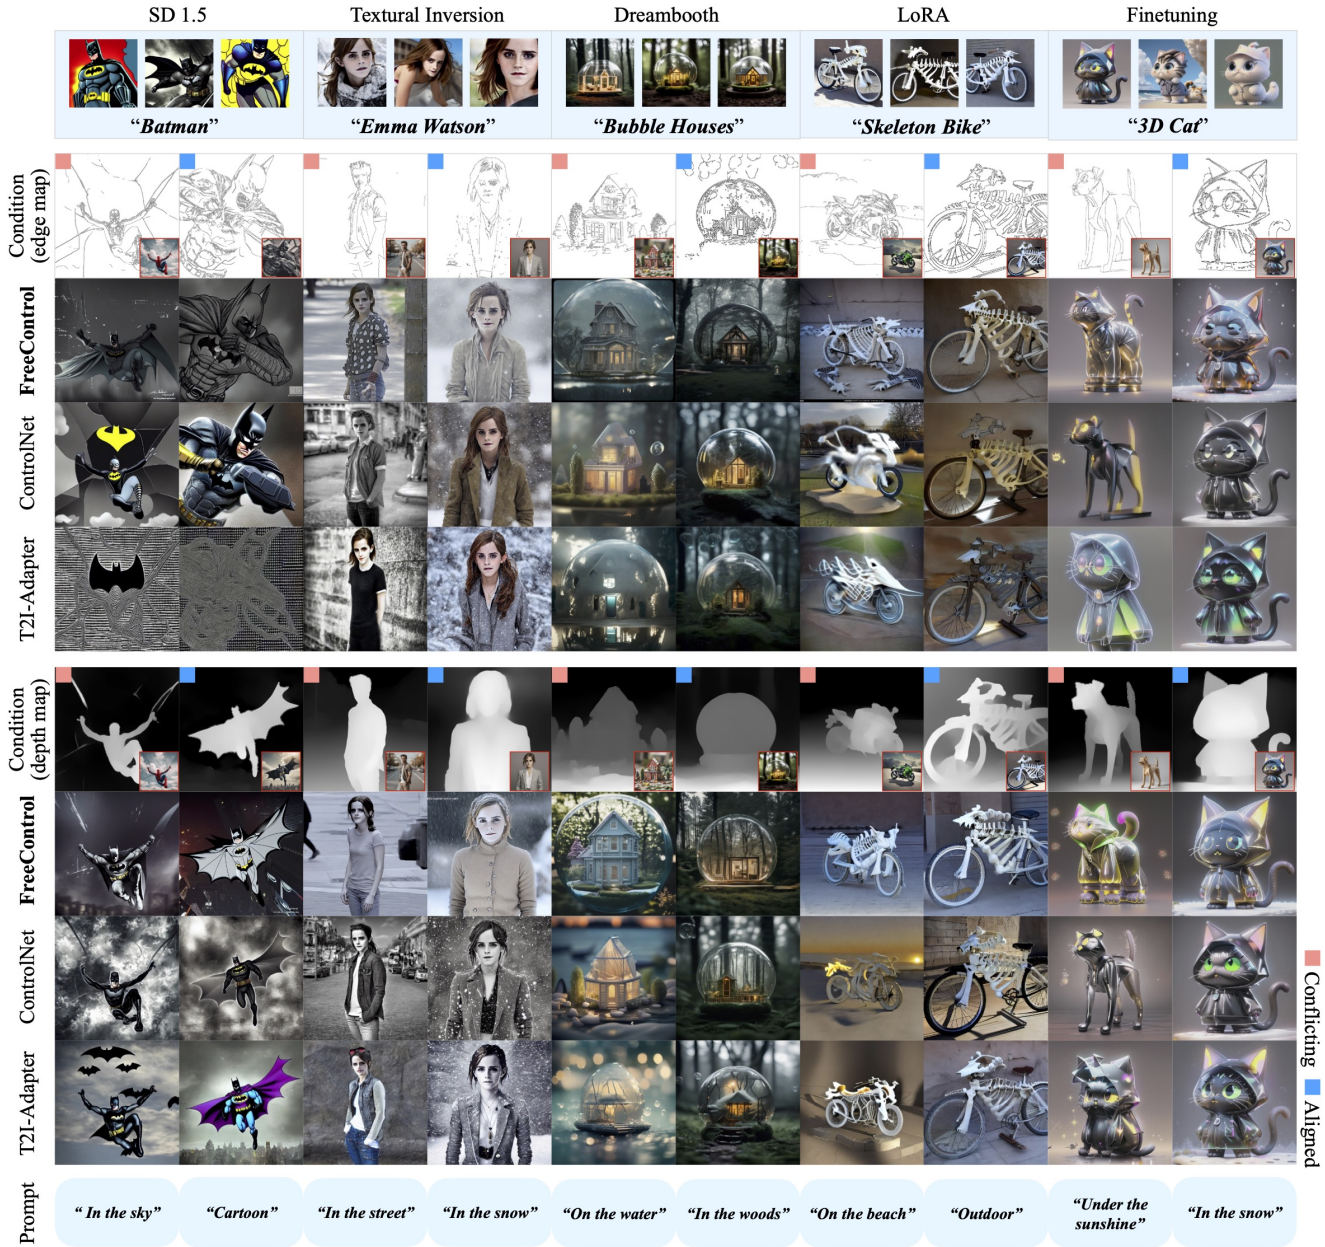 SD 1.5
Textural Inversion
Dreambooth
LoRA
Finetuning
“Batman”
“Emma Watson”
“Bubble Houses”
“Skeleton Bike”
“3D Cat”
Condition
(edge map)
FreeControl
ControlNet
T2I-Adapter
Condition
(depth map)
FreeControl
ControlNet
T2I-Adapter
Conflicting
Aligned
Prompt
“ In the sky”
“Cartoon”
“In the street”
“In the snow”
“On the water”
“In the woods”
“On the beach”
“Outdoor”
“Under the
sunshine”
“In the snow”